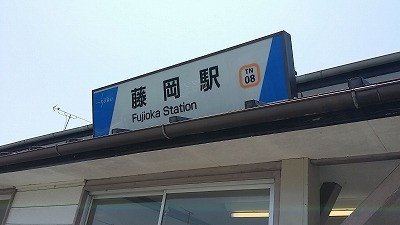 藤岡駅
Fujioka Station
TN
08